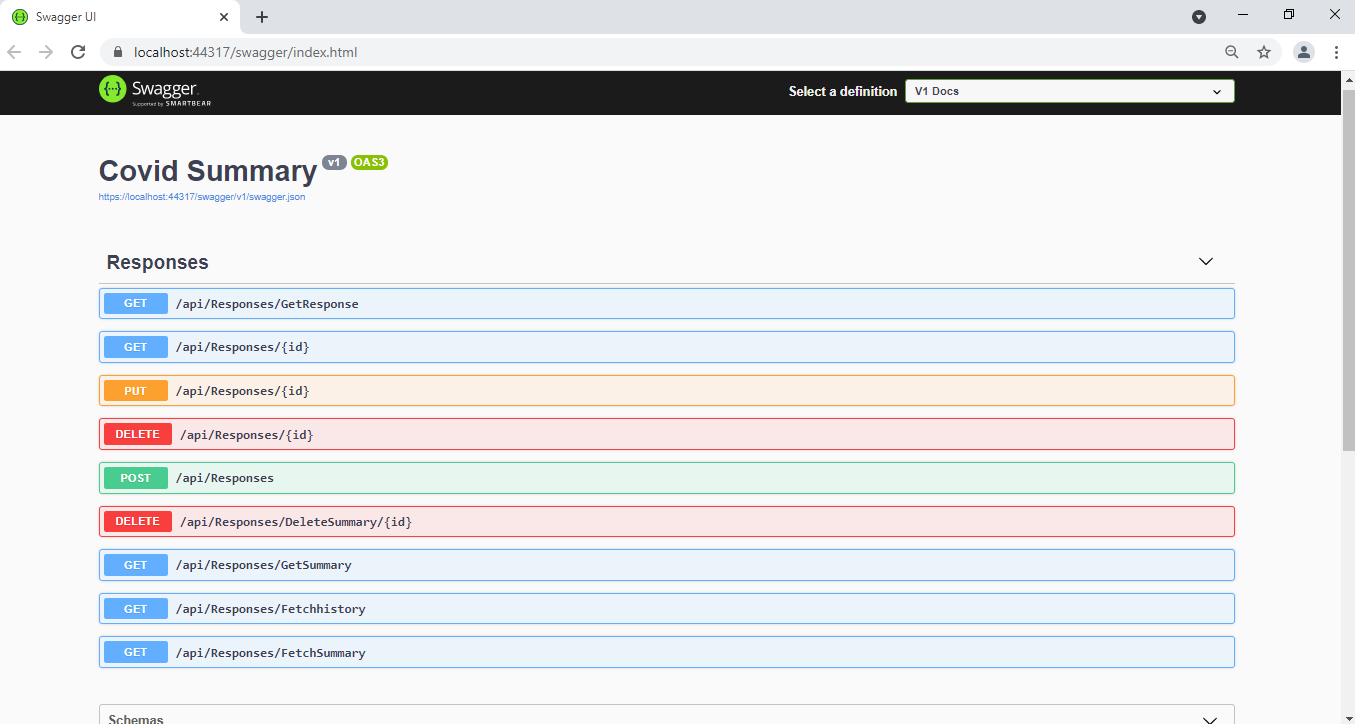 Swagger UI
localhost:44317/swagger/index.html
Swagger.
Supported by SMARTBEAR
Select a definition
V1 Docs
Covid Summary v1 OAS3
https://localhost:44317/swagger/v1/swagger.json
Responses
GET /api/Responses/GetResponse
GET /api/Responses/{id}
PUT /api/Responses/{id}
DELETE /api/Responses/{id}
POST /api/Responses
DELETE /api/Responses/DeleteSummary/{id}
GET /api/Responses/GetSummary
GET /api/Responses/Fetchhistory
GET /api/Responses/FetchSummary
Schemas